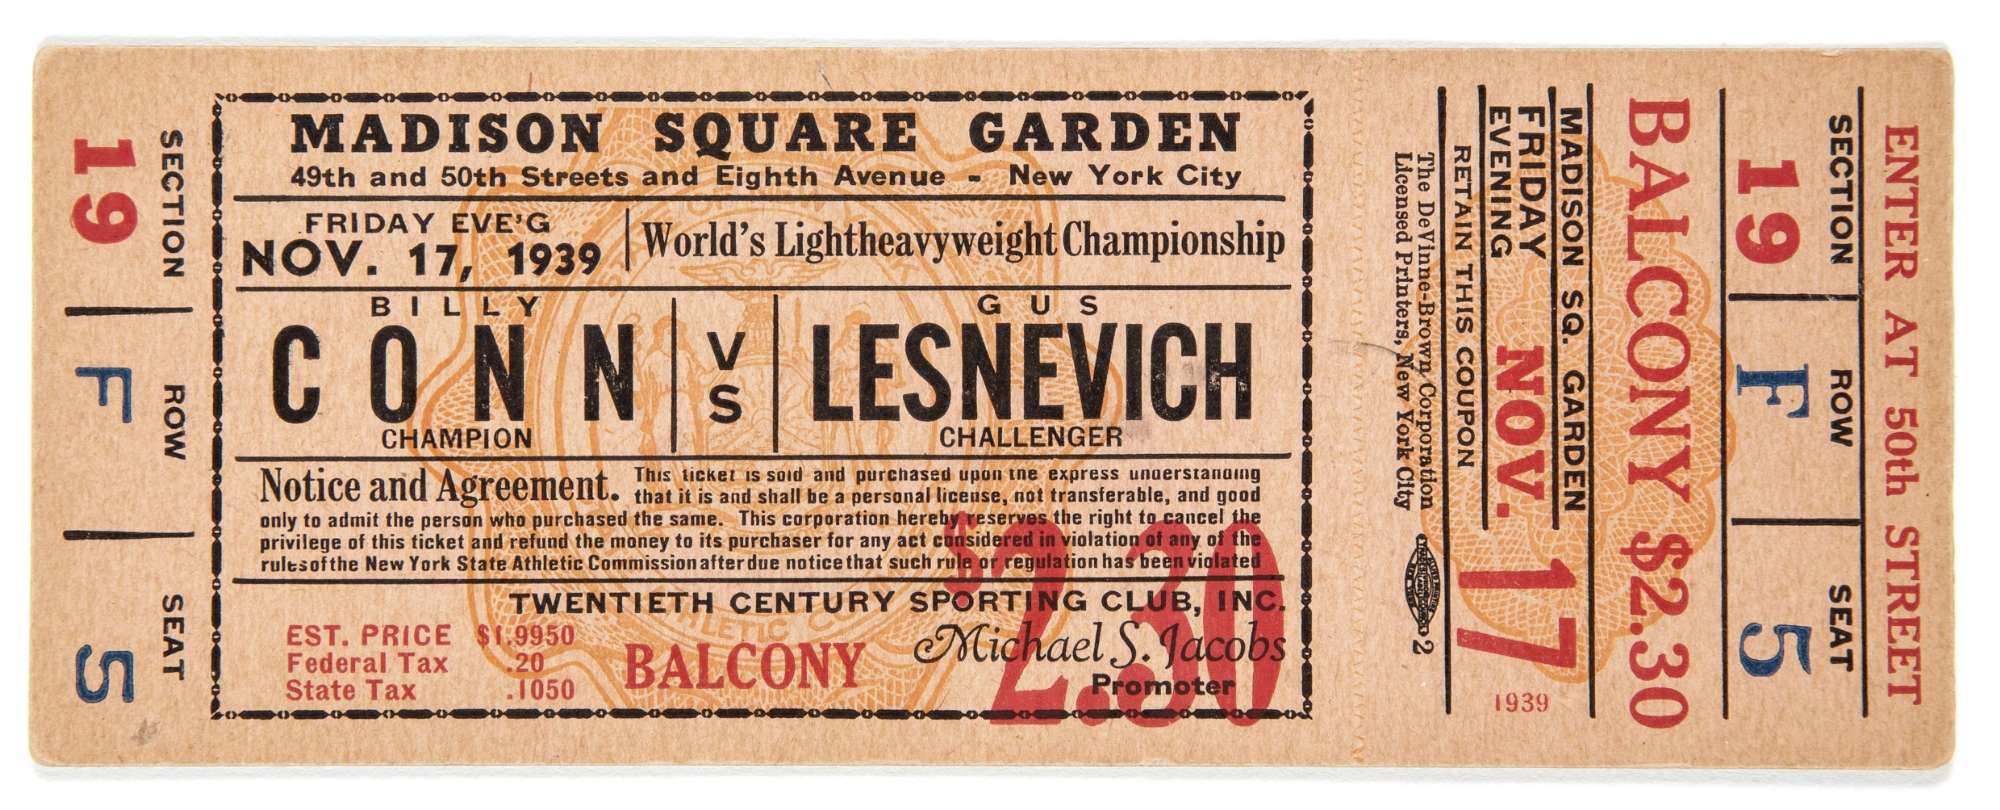 SECTION
19
ROW
F
SEAT
5
MADISON SQUARE GARDEN
49th and 50th Streets and Eighth Avenue - New York City
FRIDAY EVE'G
NOV. 17, 1939
World's Lightheavyweight Championship
BILLY
CONN
CHAMPION
VS
GUS
LESNEVICH
CHALLENGER
Notice and Agreement. This ticket is sold and purchased upon the express understanding
that it is and shall be a personal license, not transferable, and good
only to admit the person who purchased the same. This corporation hereby reserves the right to cancel the
privilege of this ticket and refund the money to its purchaser for any act considered in violation of any of the
rules of the New York State Athletic Commission after due notice that such rule or regulation has been violated
TWENTIETH CENTURY SPORTING CLUB, INC.
EST. PRICE $1.9950
Federal Tax .20
State Tax .1050
BALCONY
$2.30
Michael S. Jacobs
Promoter
ENTER AT 50th STREET
SECTION
19
ROW
F
SEAT
5
BALCONY $2.30
MADISON SQ. GARDEN
FRIDAY
EVENING
NOV. 17
1939
RETAIN THIS COUPON
The DeVinne-Brown Corporation
Licensed Printers, New York City
2